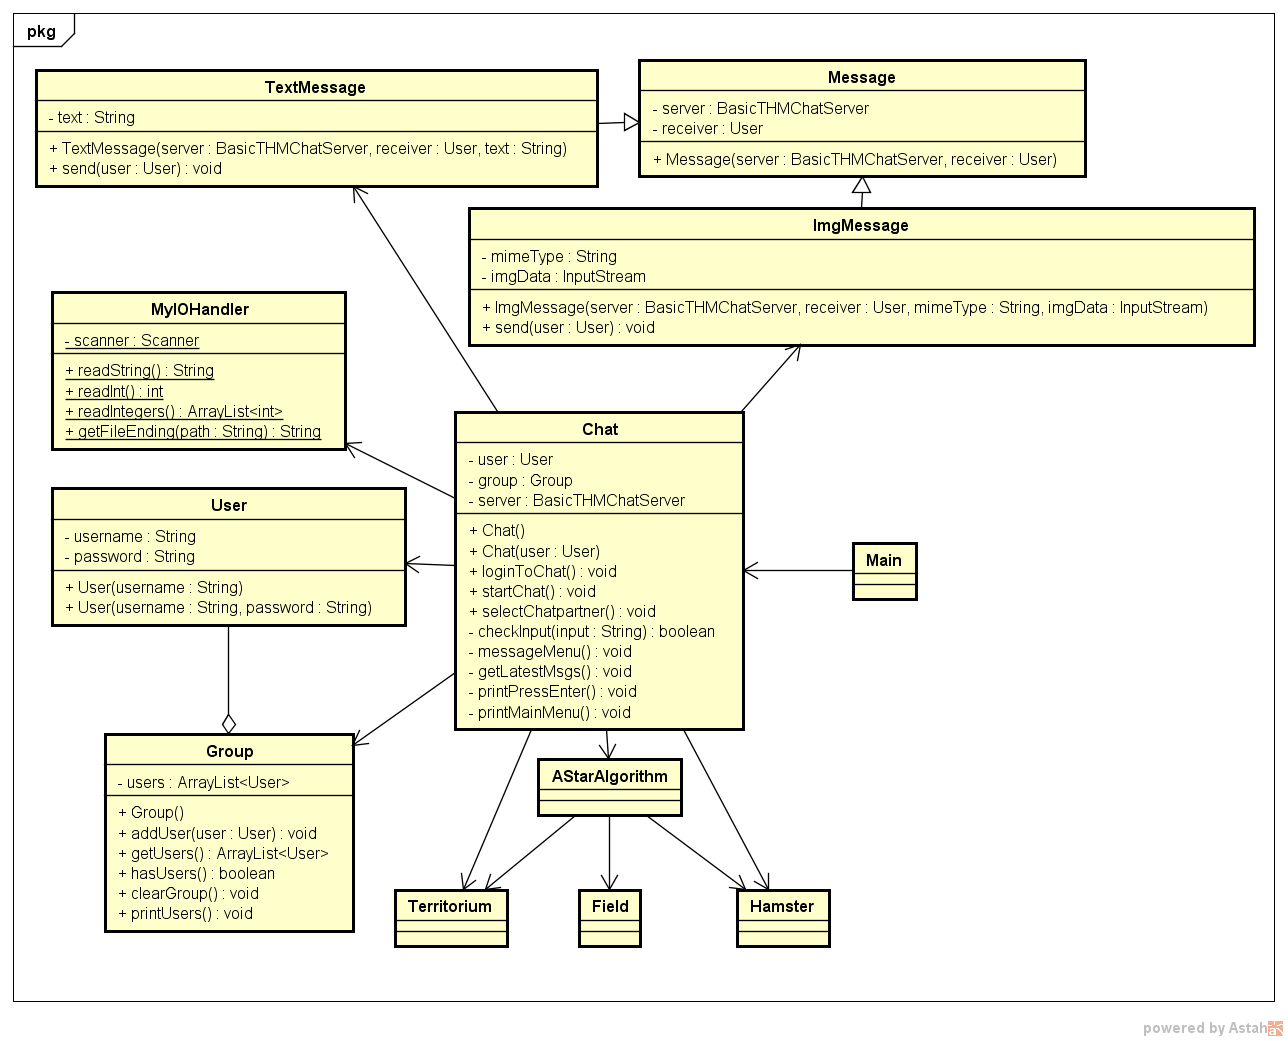 pkg
TextMessage
- text : String
+ TextMessage(server : BasicTHMChatServer, receiver : User, text : String)
+ send(user : User) : void
Message
- server : BasicTHMChatServer
- receiver : User
+ Message(server : BasicTHMChatServer, receiver : User)
ImgMessage
- mimeType : String
- imgData : InputStream
+ ImgMessage(server : BasicTHMChatServer, receiver : User, mimeType : String, imgData : InputStream)
+ send(user : User) : void
MyIOHandler
- scanner : Scanner
+ readString() : String
+ readInt() : int
+ readIntegers() : ArrayList<int>
+ getFileEnding(path : String) : String
Chat
- user : User
- group : Group
- server : BasicTHMChatServer
+ Chat()
+ Chat(user : User)
+ loginToChat() : void
+ startChat() : void
+ selectChatpartner() : void
- checkInput(input : String) : boolean
- messageMenu() : void
- getLatestMsgs() : void
- printPressEnter() : void
- printMainMenu() : void
User
- username : String
- password : String
+ User(username : String)
+ User(username : String, password : String)
Main
Group
- users : ArrayList<User>
+ Group()
+ addUser(user : User) : void
+ getUsers() : ArrayList<User>
+ hasUsers() : boolean
+ clearGroup() : void
+ printUsers() : void
AStarAlgorithm
Territorium
Field
Hamster
powered by Astah